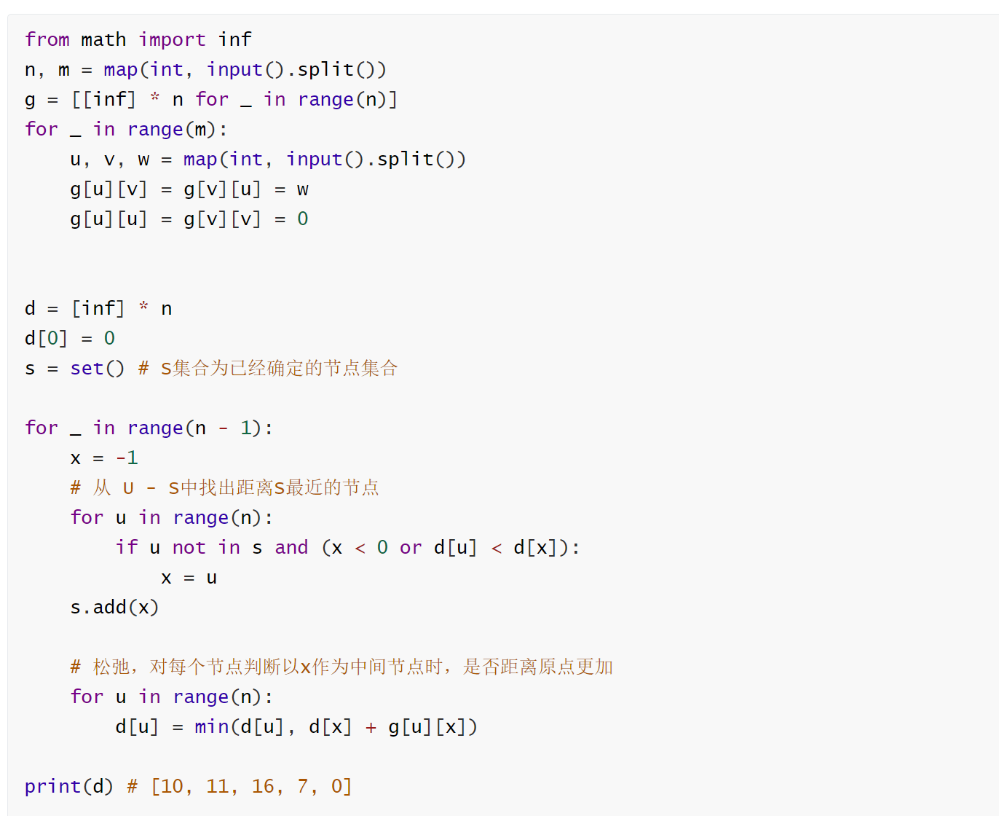 from math import inf
n, m = map(int, input().split())
g = [[inf] * n for _ in range(n)]
for _ in range(m):
    u, v, w = map(int, input().split())
    g[u][v] = g[v][u] = w
    g[u][u] = g[v][v] = 0
d = [inf] * n
d[0] = 0
s = set() # S集合为已经确定的节点集合
for _ in range(n - 1):
    x = -1
    # 从 U - S中找出距离S最近的节点
    for u in range(n):
        if u not in s and (x < 0 or d[u] < d[x]):
            x = u
    s.add(x)
    # 松弛，对每个节点判断以x作为中间节点时，是否距离原点更加
    for u in range(n):
        d[u] = min(d[u], d[x] + g[u][x])
print(d) # [10, 11, 16, 7, 0]